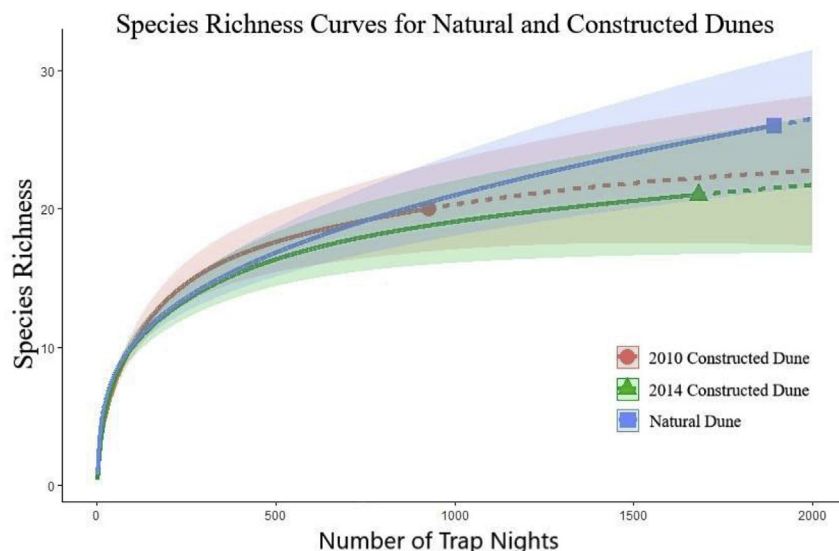 Species Richness Curves for Natural and Constructed Dunes
Species Richness
30
20
10
0
2010 Constructed Dune
2014 Constructed Dune
Natural Dune
0 500 1000 1500 2000
Number of Trap Nights